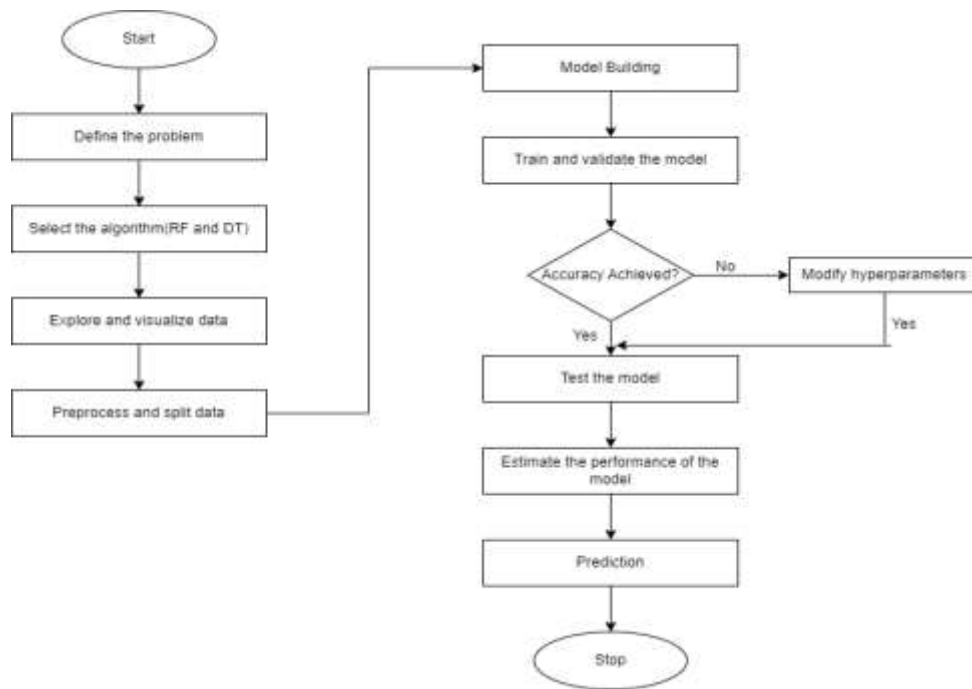 Start
Define the problem
Select the algorithm(RF and DT)
Explore and visualize data
Preprocess and split data
Model Building
Train and validate the model
Accuracy Achieved?
No
Modify hyperparameters
Yes
Yes
Test the model
Estimate the performance of the
model
Prediction
Stop